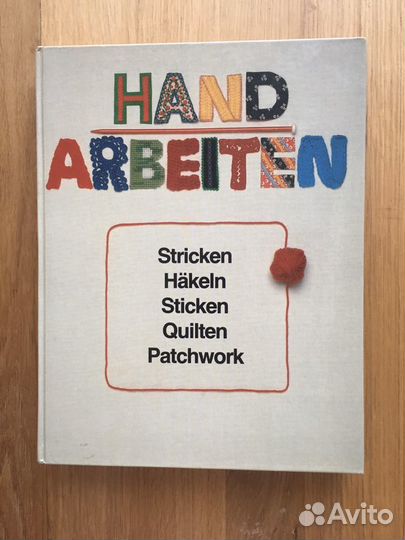 HAND
ARBEITEN
Stricken
Häkeln
Sticken
Quilten
Patchwork
Avito